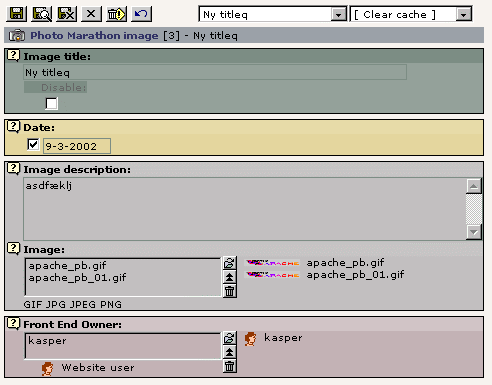 Ny titleq [ Clear cache ]
Photo Marathon image [3] - Ny titleq
Image title:
Ny titleq
Disable:
Date:
9-3-2002
Image description:
asdfæklj
Image:
apache_pb.gif apache_pb.gif
apache_pb_01.gif apache_pb_01.gif
GIF JPG JPEG PNG
Front End Owner:
kasper kasper
Website user